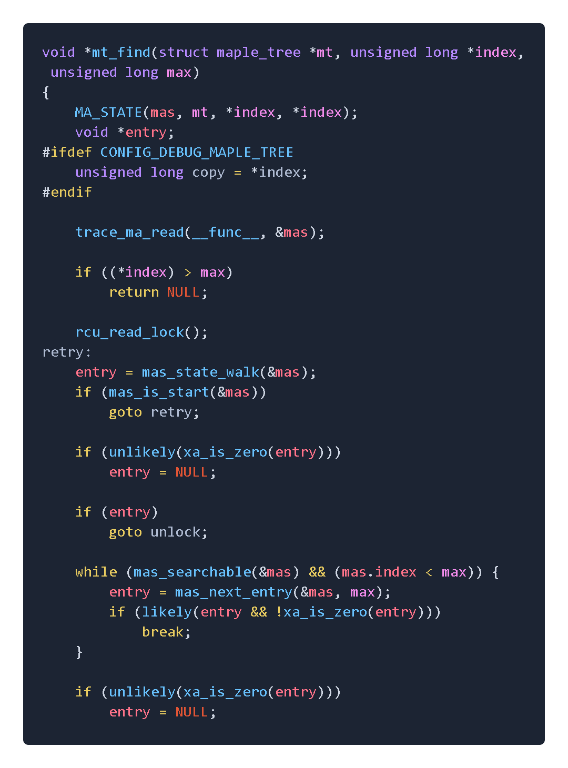 void *mt_find(struct maple_tree *mt, unsigned long *index,
 unsigned long max)
{
    MA_STATE(mas, mt, *index, *index);
    void *entry;
#ifdef CONFIG_DEBUG_MAPLE_TREE
    unsigned long copy = *index;
#endif

    trace_ma_read(__func__, &mas);

    if ((*index) > max)
        return NULL;

    rcu_read_lock();
retry:
    entry = mas_state_walk(&mas);
    if (mas_is_start(&mas))
        goto retry;

    if (unlikely(xa_is_zero(entry)))
        entry = NULL;

    if (entry)
        goto unlock;

    while (mas_searchable(&mas) && (mas.index < max)) {
        entry = mas_next_entry(&mas, max);
        if (likely(entry && !xa_is_zero(entry)))
            break;
    }

    if (unlikely(xa_is_zero(entry)))
        entry = NULL;